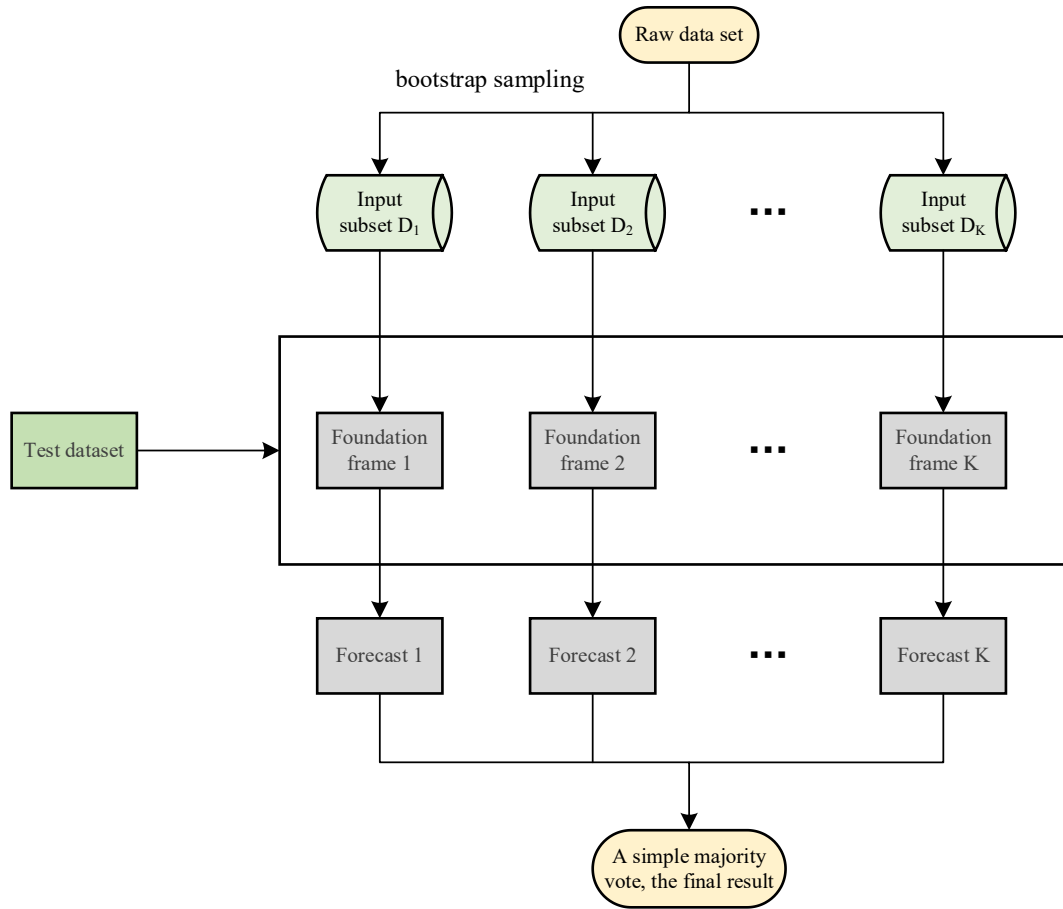 Raw data set
bootstrap sampling
Input
subset D₁
Input
subset D₂
...
Input
subset Dₖ
Test dataset
Foundation
frame 1
Foundation
frame 2
...
Foundation
frame K
Forecast 1
Forecast 2
...
Forecast K
A simple majority
vote, the final result